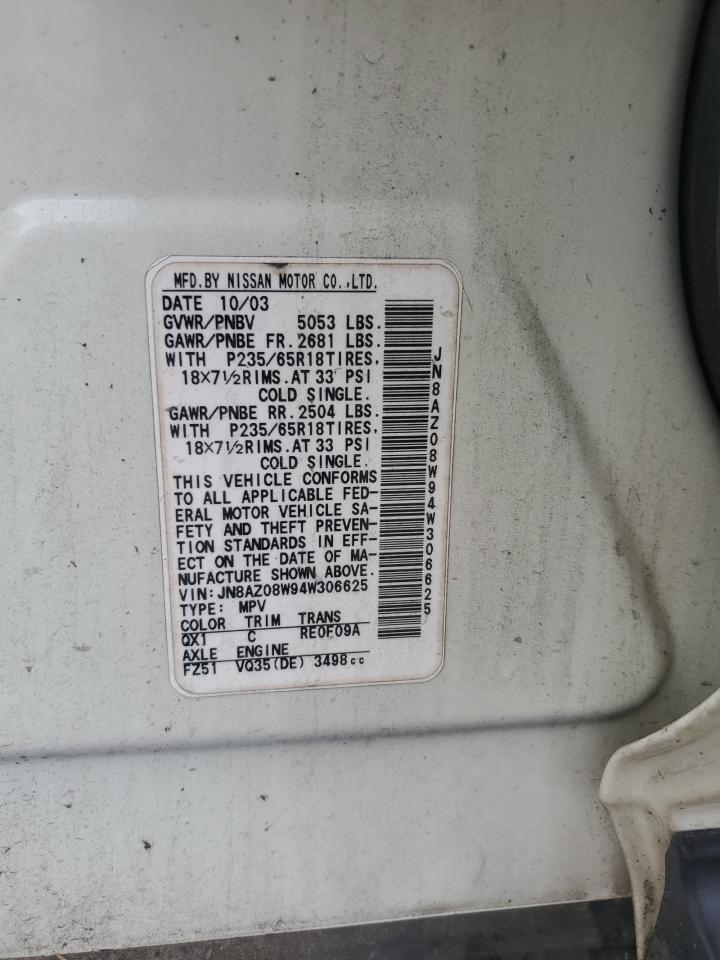 MFD.BY NISSAN MOTOR CO.,LTD.
DATE 10/03
GVWR/PNBV 5053 LBS.
GAWR/PNBE FR.2681 LBS.
WITH P235/65R18TIRES,
18×7½RIMS.AT 33 PSI
COLD SINGLE.
GAWR/PNBE RR.2504 LBS.
WITH P235/65R18TIRES,
18×7½RIMS.AT 33 PSI
COLD SINGLE.
THIS VEHICLE CONFORMS
TO ALL APPLICABLE FED-
ERAL MOTOR VEHICLE SA-
FETY AND THEFT PREVEN-
TION STANDARDS IN EFF-
ECT ON THE DATE OF MA-
NUFACTURE SHOWN ABOVE.
VIN:JN8AZ08W94W306625
TYPE: MPV
COLOR TRIM TRANS
QX1 C RE0F09A
AXLE ENGINE
FZ51 VQ35(DE) 3498cc
JN8AZ08W94W306625